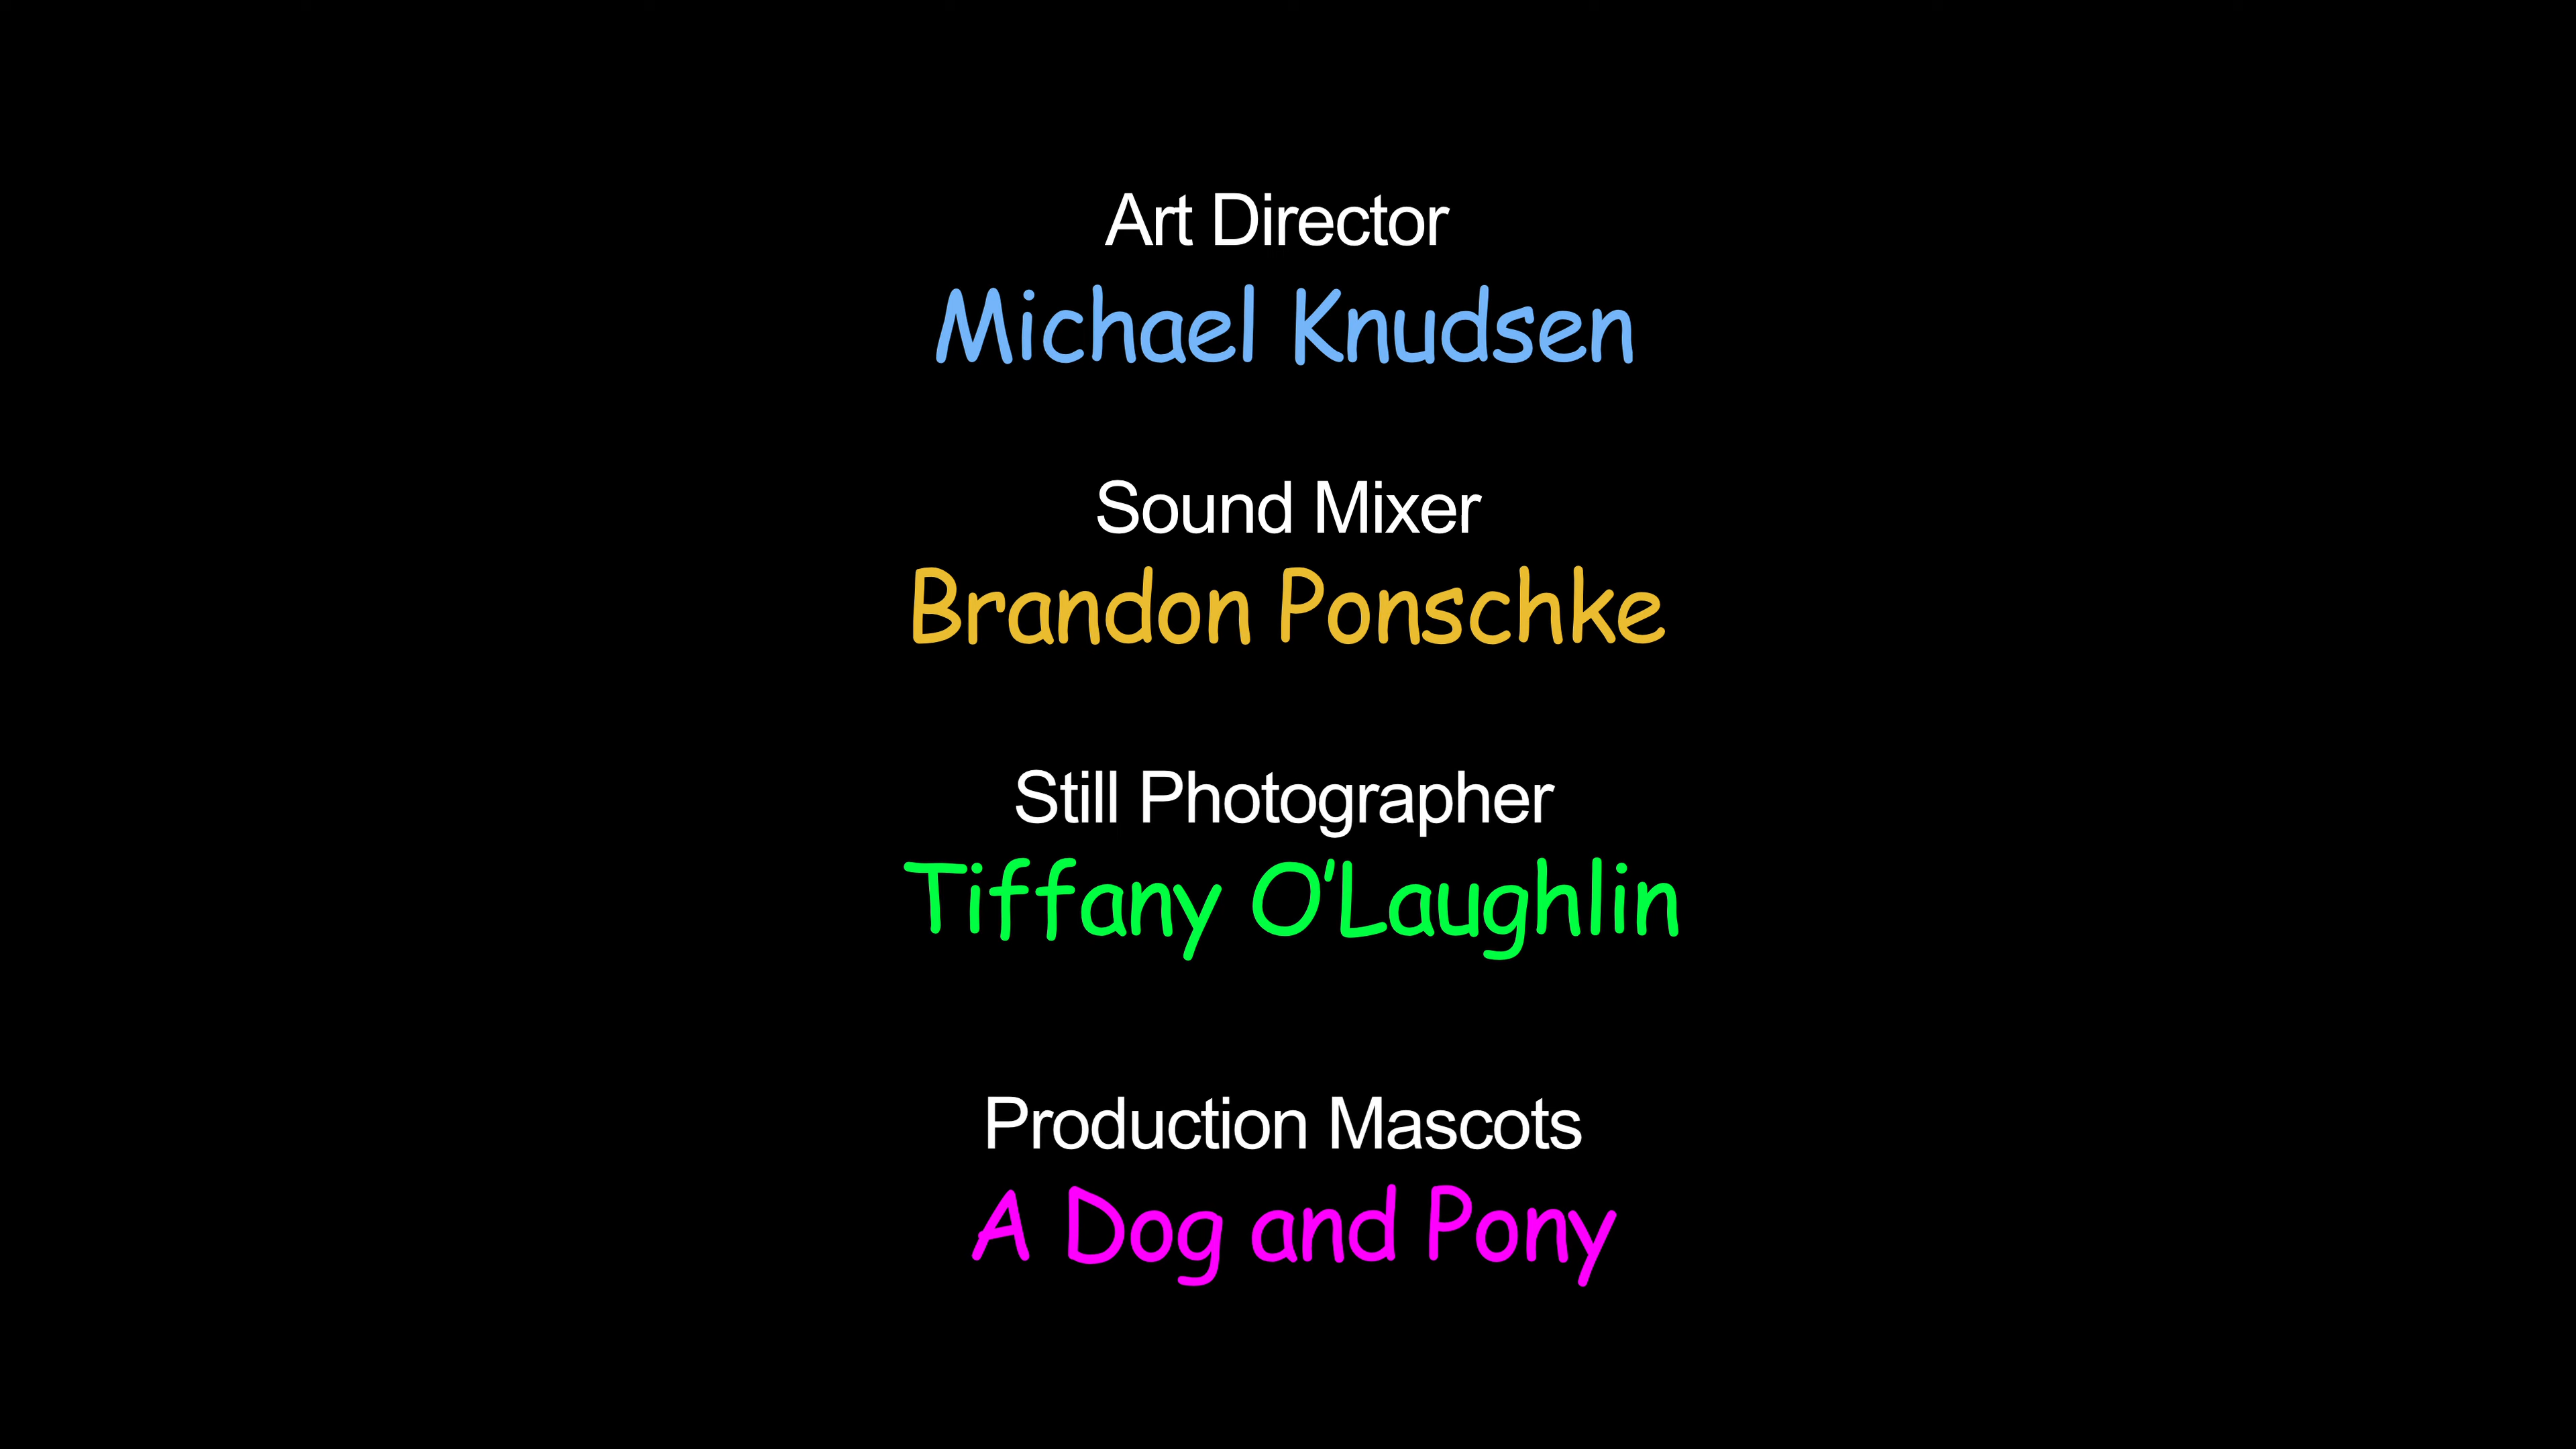 Art Director
Michael Knudsen
Sound Mixer
Brandon Ponschke
Still Photographer
Tiffany O'Laughlin
Production Mascots
A Dog and Pony